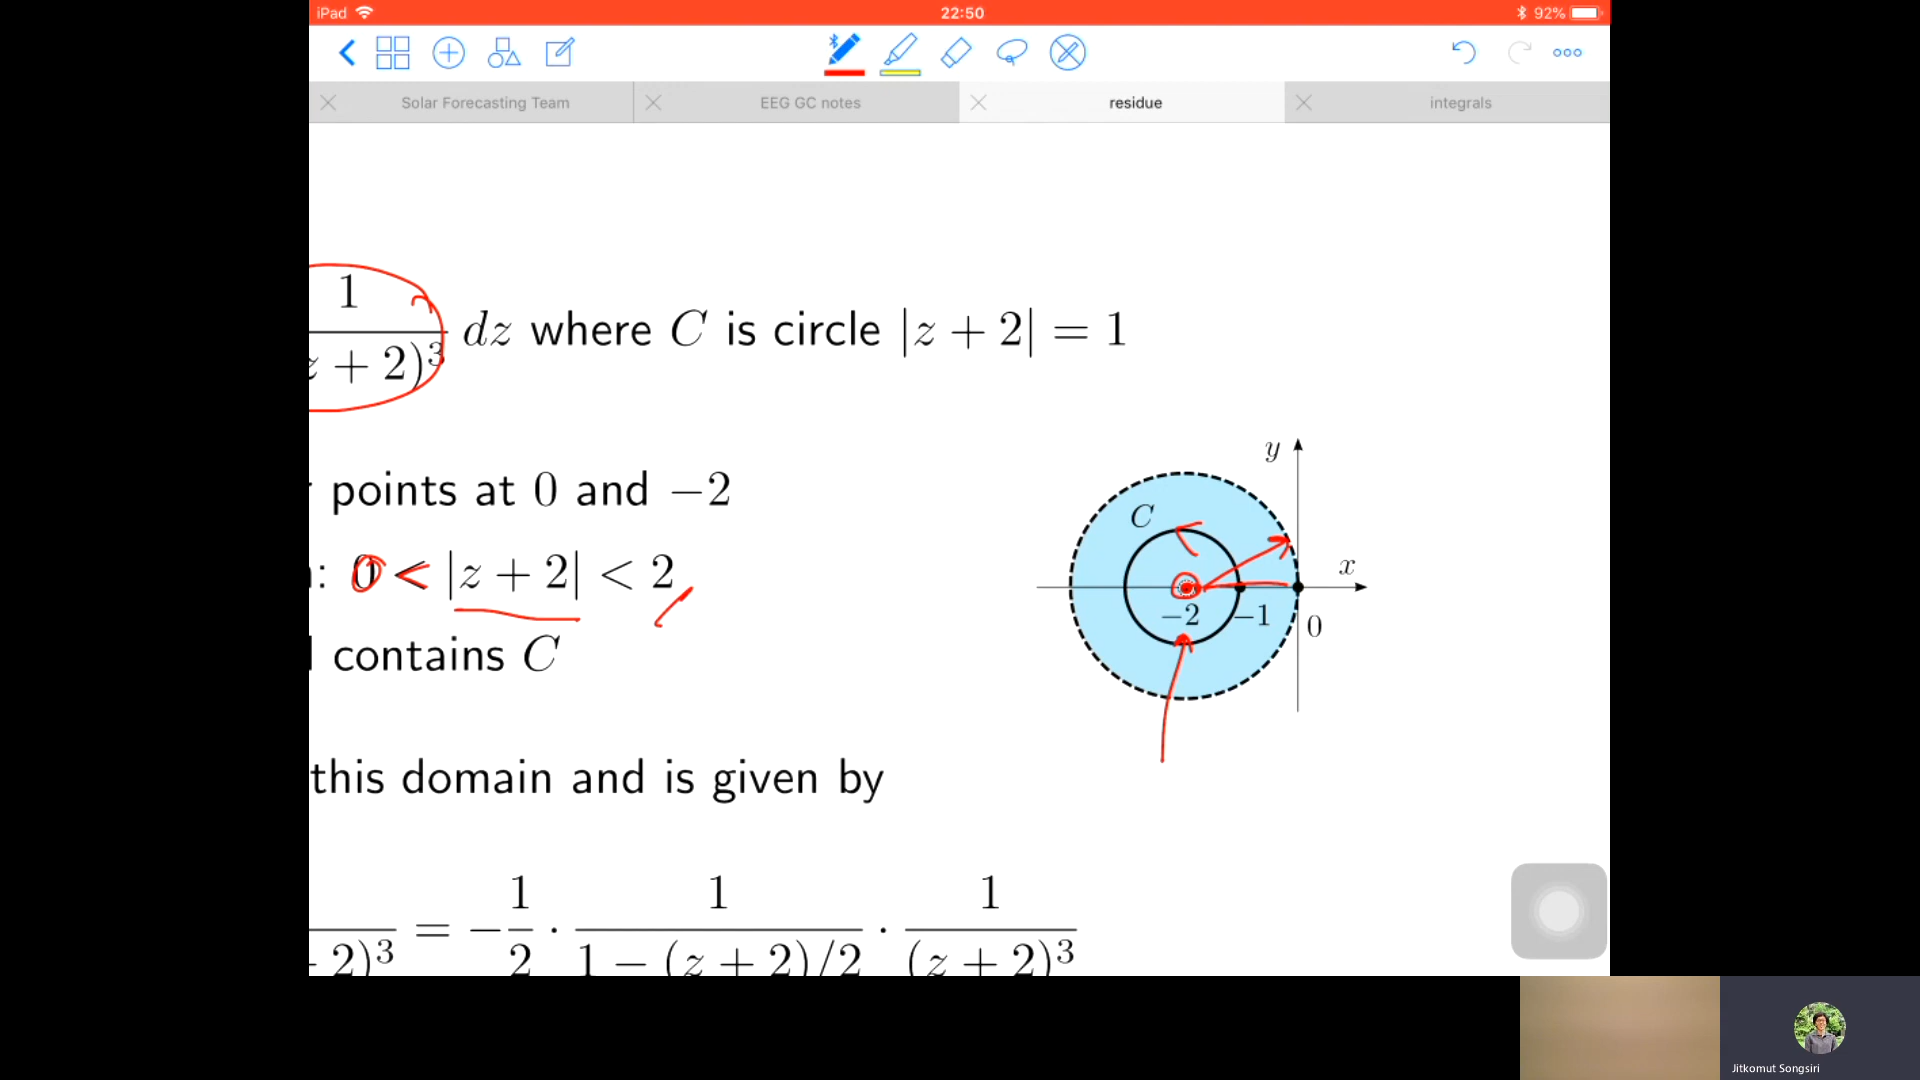 iPad 22:50 92%
Solar Forecasting Team EEG GC notes residue integrals
1
+ 2)^3 dz where C is circle |z + 2| = 1
points at 0 and −2
: 0 < |z + 2| < 2
contains C
this domain and is given by
2)^3 = −1/2 · 1/(1 − (z + 2)/2) · 1/(z + 2)^3
y
C
x
−2 −1 0
Jitkomut Songsiri